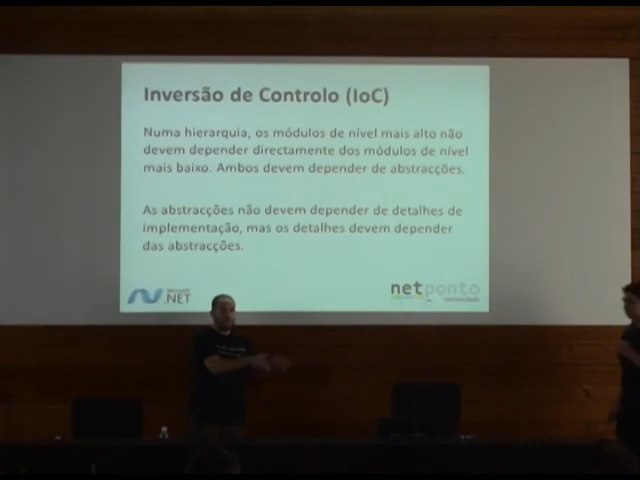 Inversão de Controlo (IoC)
Numa hierarquia, os módulos de nível mais alto não
devem depender directamente dos módulos de nível
mais baixo. Ambos devem depender de abstracções.
As abstracções não devem depender de detalhes de
implementação, mas os detalhes devem depender
das abstracções.
Microsoft
.NET
netponto
comunidade